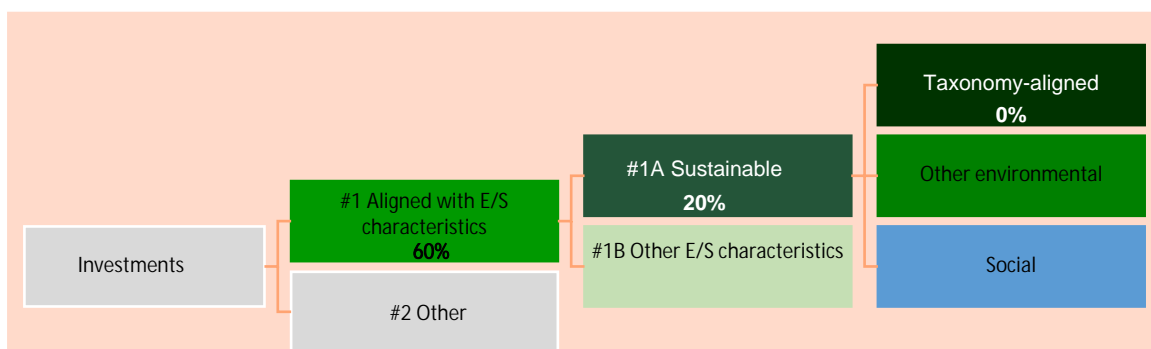 Taxonomy-aligned
0%
#1A Sustainable
20%
Other environmental
#1 Aligned with E/S
characteristics
60%
Investments
#1B Other E/S characteristics
Social
#2 Other